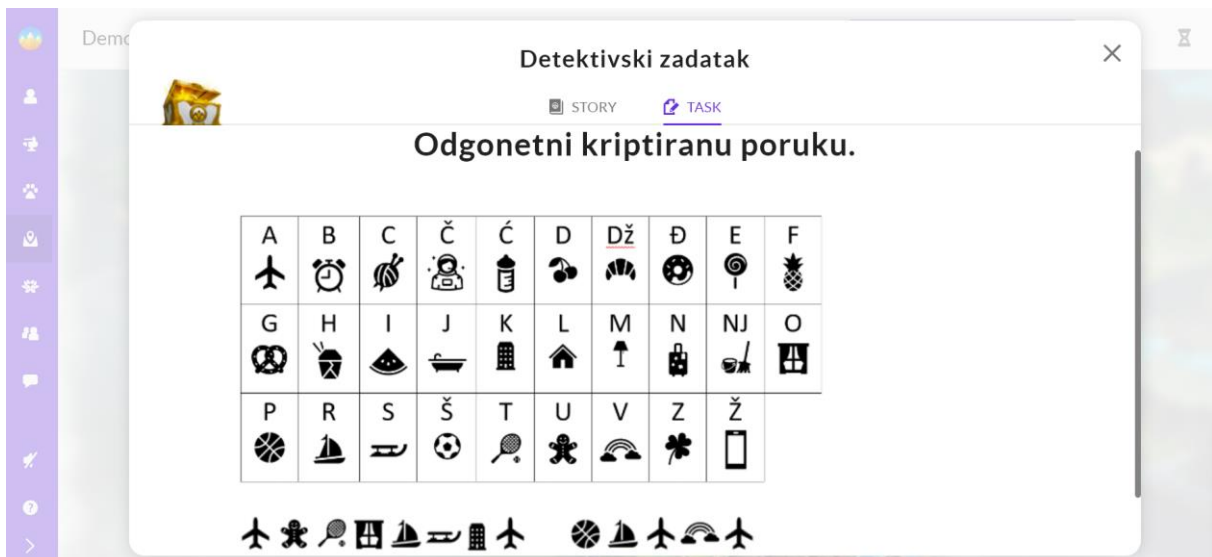 Demo
Detektivski zadatak
STORY TASK
Odgonetni kriptiranu poruku.
A B C Č Ć D Dž Đ E F
G H I J K L M N NJ O
P R S Š T U V Z Ž